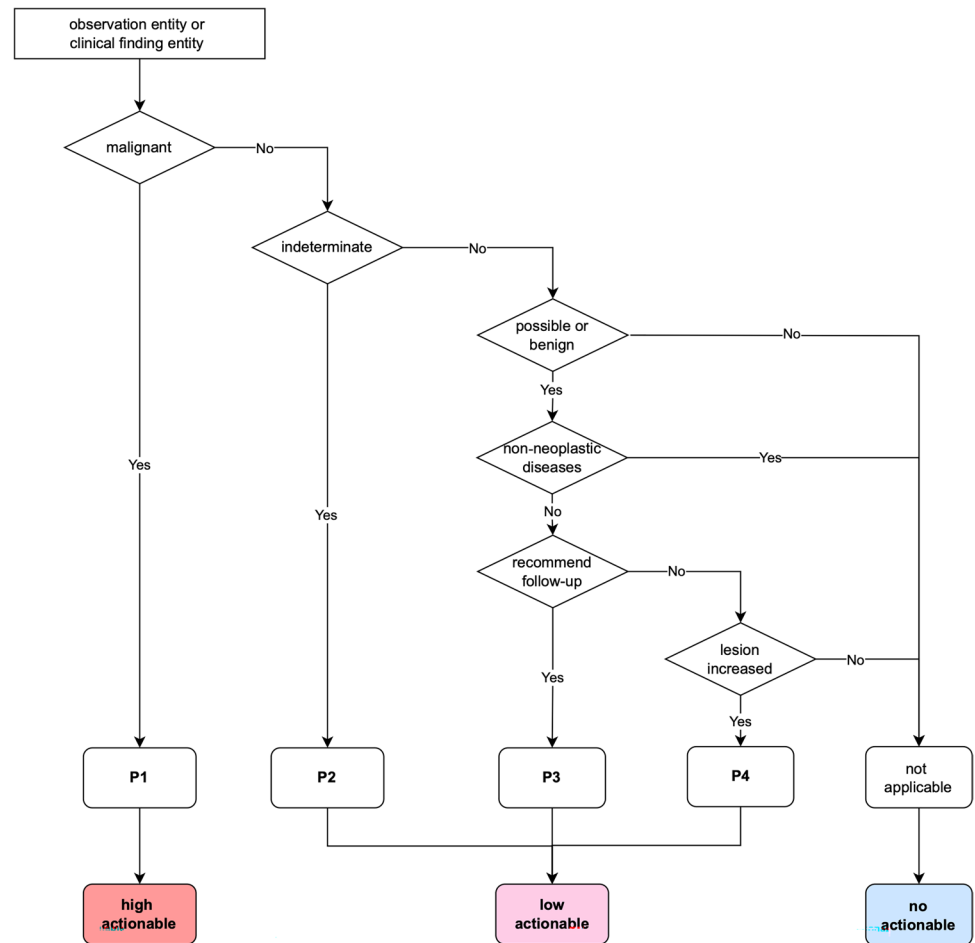 observation entity or
clinical finding entity
malignant
No
indeterminate
No
possible or
benign
No
Yes
non-neoplastic
diseases
Yes
Yes
Yes
No
recommend
follow-up
No
lesion
increased
No
Yes
Yes
P1
P2
P3
P4
not
applicable
high
actionable
low
actionable
no
actionable